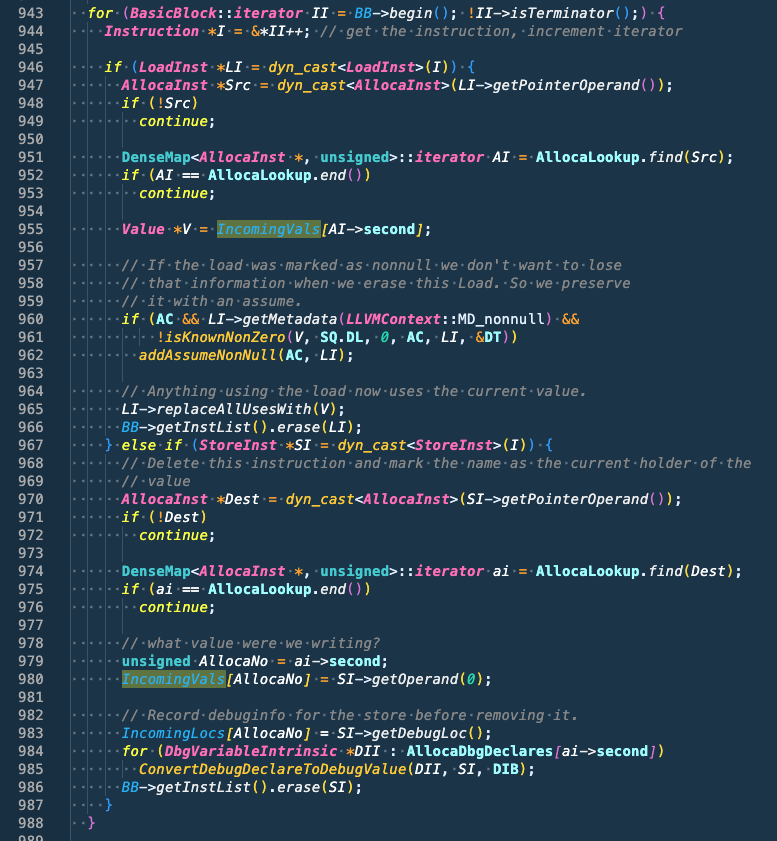 943 for (BasicBlock::iterator II = BB->begin(); !II->isTerminator();) {
944 Instruction *I = &*II++; // get the instruction, increment iterator
945
946 if (LoadInst *LI = dyn_cast<LoadInst>(I)) {
947 AllocaInst *Src = dyn_cast<AllocaInst>(LI->getPointerOperand());
948 if (!Src)
949 continue;
950
951 DenseMap<AllocaInst *, unsigned>::iterator AI = AllocaLookup.find(Src);
952 if (AI == AllocaLookup.end())
953 continue;
954
955 Value *V = IncomingVals[AI->second];
956
957 // If the load was marked as nonnull we don't want to lose
958 // that information when we erase this Load. So we preserve
959 // it with an assume.
960 if (AC && LI->getMetadata(LLVMContext::MD_nonnull) &&
961 !isKnownNonZero(V, SQ.DL, 0, AC, LI, &DT))
962 addAssumeNonNull(AC, LI);
963
964 // Anything using the load now uses the current value.
965 LI->replaceAllUsesWith(V);
966 BB->getInstList().erase(LI);
967 } else if (StoreInst *SI = dyn_cast<StoreInst>(I)) {
968 // Delete this instruction and mark the name as the current holder of the
969 // value
970 AllocaInst *Dest = dyn_cast<AllocaInst>(SI->getPointerOperand());
971 if (!Dest)
972 continue;
973
974 DenseMap<AllocaInst *, unsigned>::iterator ai = AllocaLookup.find(Dest);
975 if (ai == AllocaLookup.end())
976 continue;
977
978 // what value were we writing?
979 unsigned AllocaNo = ai->second;
980 IncomingVals[AllocaNo] = SI->getOperand(0);
981
982 // Record debuginfo for the store before removing it.
983 IncomingLocs[AllocaNo] = SI->getDebugLoc();
984 for (DbgVariableIntrinsic *DII : AllocaDbgDeclares[ai->second])
985 ConvertDebugDeclareToDebugValue(DII, SI, DIB);
986 BB->getInstList().erase(SI);
987 }
988 }
989